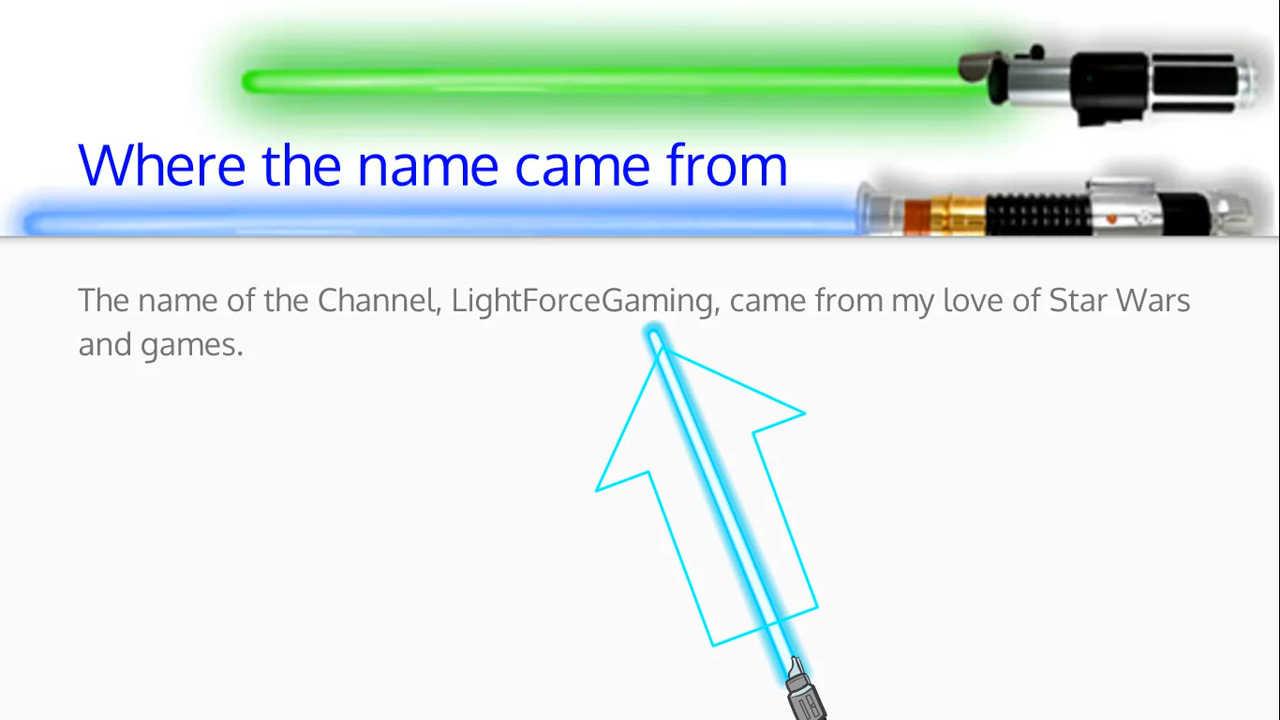 Where the name came from
The name of the Channel, LightForceGaming, came from my love of Star Wars
and games.